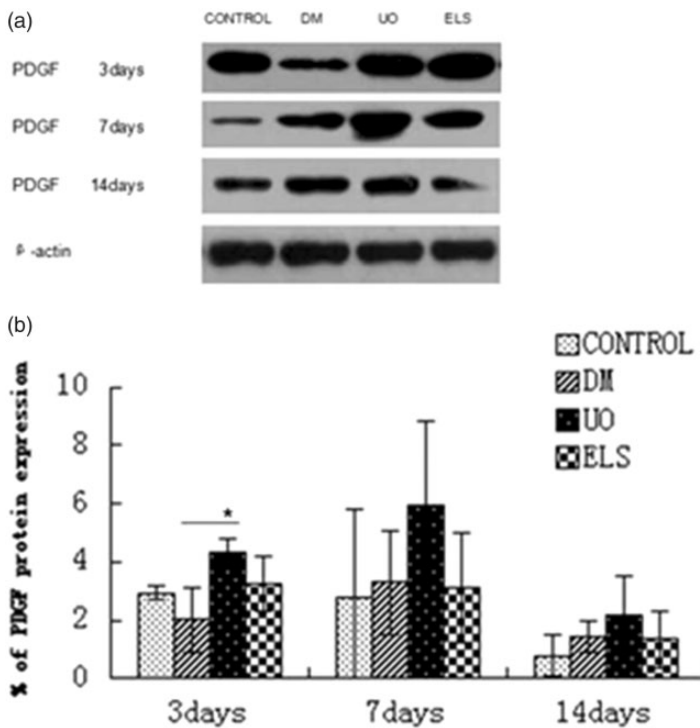 (a)
CONTROL DM UO ELS
PDGF 3days
PDGF 7days
PDGF 14days
β-actin
(b)
CONTROL
DM
UO
ELS
% of PDGF protein expression
10
8
6
4
2
0
*
3days 7days 14days